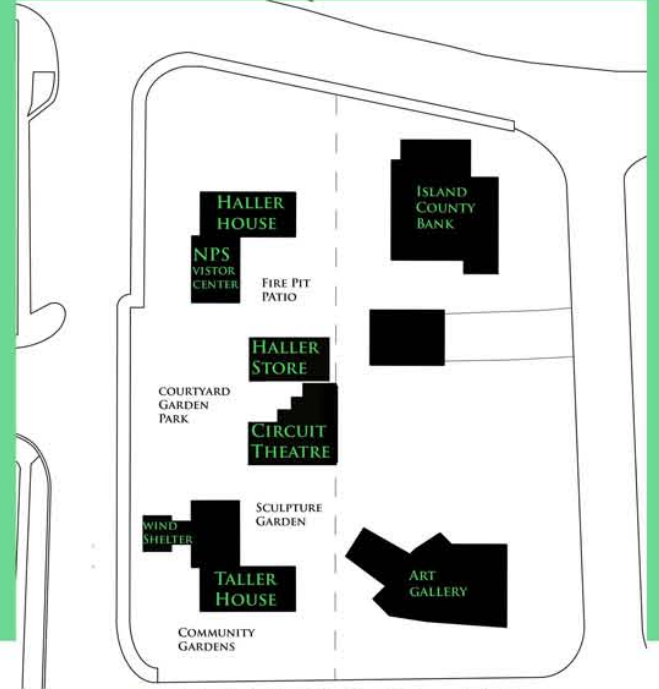 HALLER
HOUSE
NPS
VISTOR
CENTER
FIRE PIT
PATIO
ISLAND
COUNTY
BANK
HALLER
STORE
COURTYARD
GARDEN
PARK
CIRCUIT
THEATRE
SCULPTURE
GARDEN
WIND
SHELTER
TALLER
HOUSE
ART
GALLERY
COMMUNITY
GARDENS